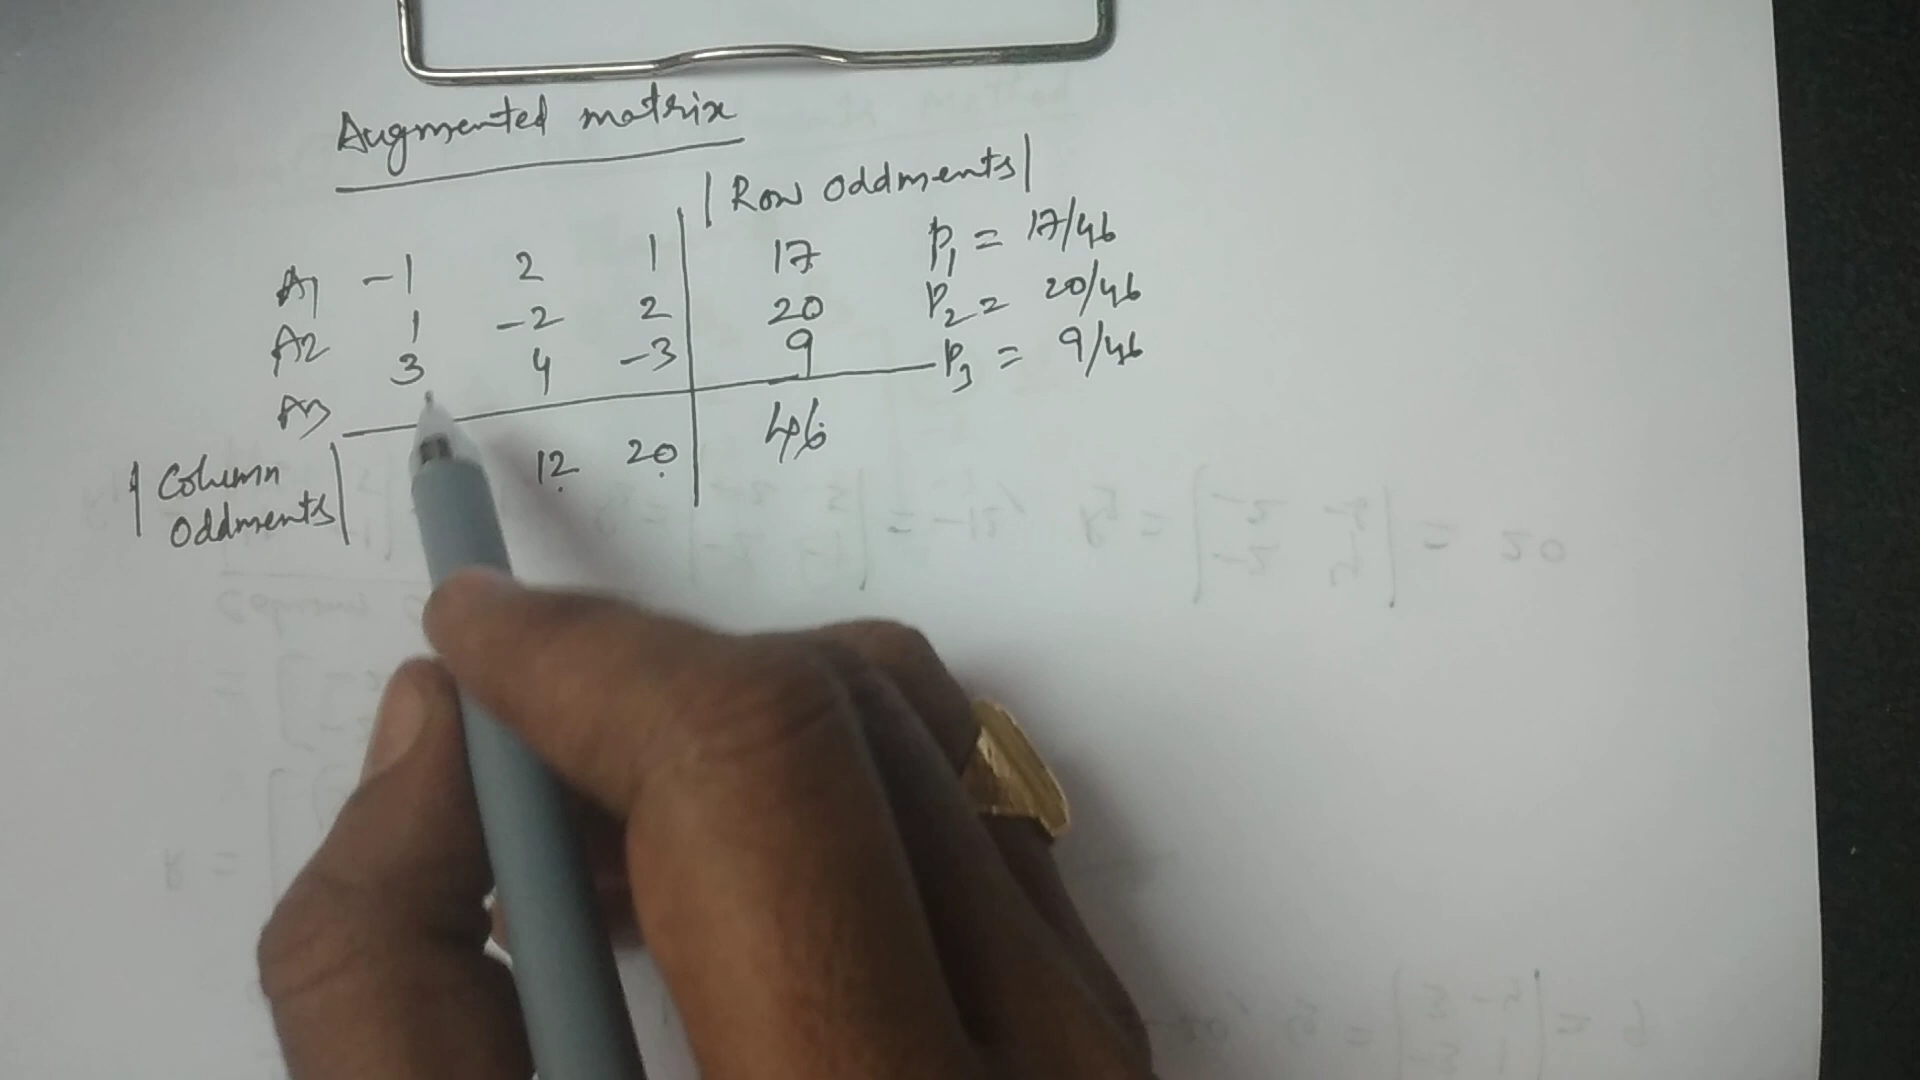 Augmented matrix
| Row Oddments |
A1 -1 2 1 17 P1 = 17/46
A2 1 -2 2 20 P2 = 20/46
A3 3 4 -3 9 P3 = 9/46
12 20 46
| Column
Oddments |